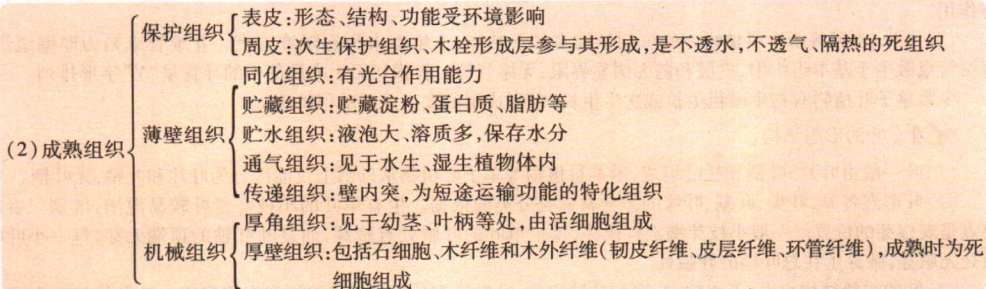 (2)成熟组织
保护组织
表皮:形态、结构、功能受环境影响
周皮:次生保护组织、木栓形成层参与其形成,是不透水,不透气、隔热的死组织
薄壁组织
同化组织:有光合作用能力
贮藏组织:贮藏淀粉、蛋白质、脂肪等
贮水组织:液泡大、溶质多,保存水分
通气组织:见于水生、湿生植物体内
传递组织:壁内突,为短途运输功能的特化组织
机械组织
厚角组织:见于幼茎、叶柄等处,由活细胞组成
厚壁组织:包括石细胞、木纤维和木外纤维(韧皮纤维、皮层纤维、环管纤维),成熟时为死
细胞组成